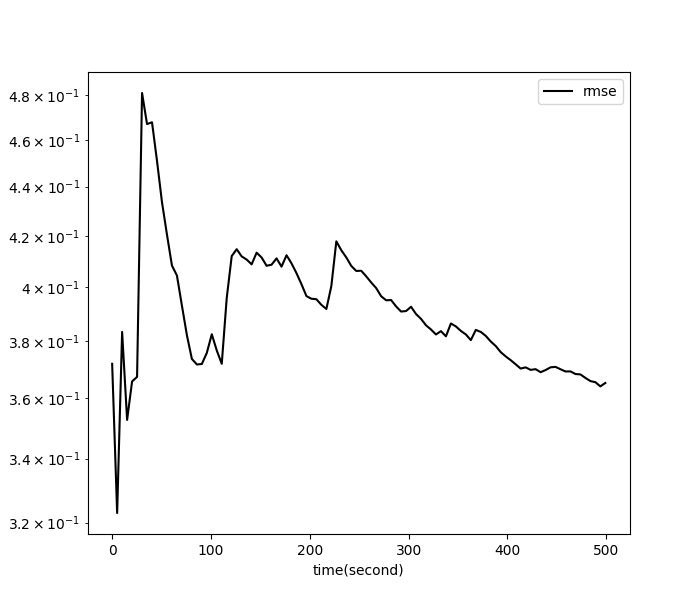 rmse
4.8 × 10⁻¹
4.6 × 10⁻¹
4.4 × 10⁻¹
4.2 × 10⁻¹
4 × 10⁻¹
3.8 × 10⁻¹
3.6 × 10⁻¹
3.4 × 10⁻¹
3.2 × 10⁻¹
0 100 200 300 400 500
time(second)